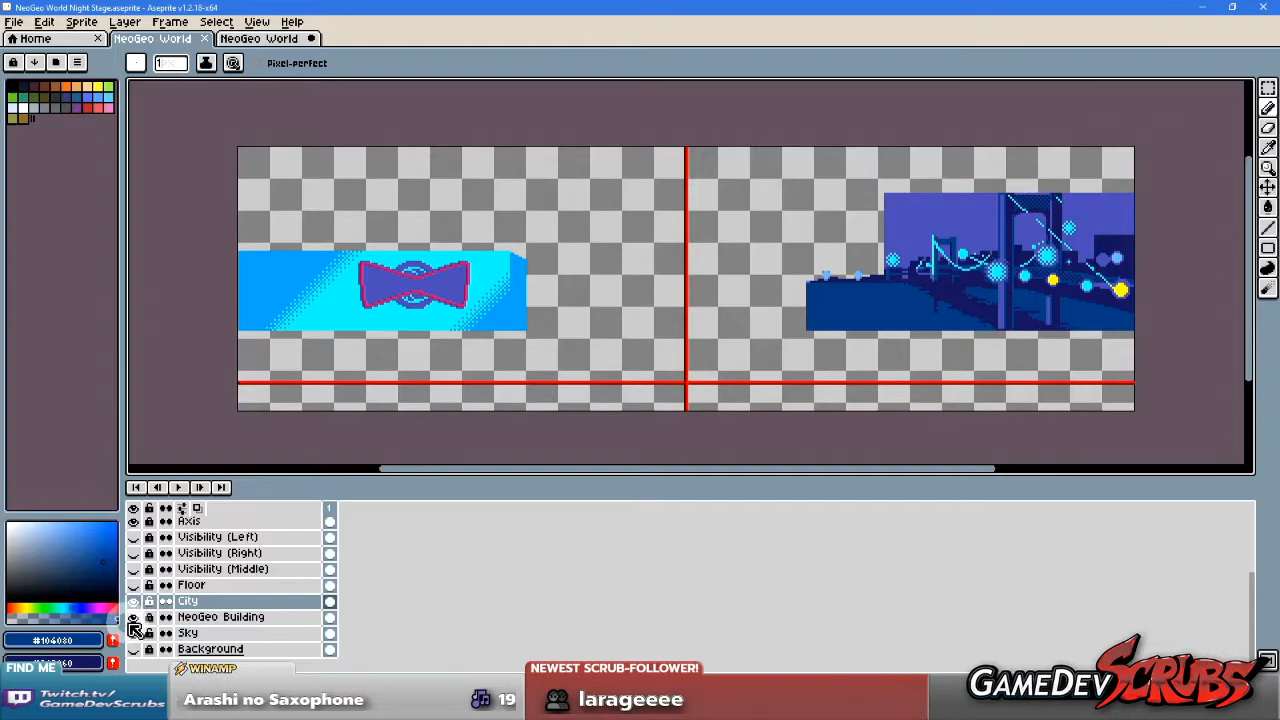 NeoGeo World Night Stage.aseprite - Aseprite v1.2.18-x64
File Edit Sprite Layer Frame Select View Help
Home NeoGeo World NeoGeo World
Pixel-perfect
1
Axis
Visibility (Left)
Visibility (Right)
Visibility (Middle)
Floor
City
NeoGeo Building
Sky
Background
#104080
FIND ME
Twitch.tv/
GameDevScrubs
WINAMP
Arashi no Saxophone 19
NEWEST SCRUB-FOLLOWER!
larageeee
GAMEDEV SCRUBS